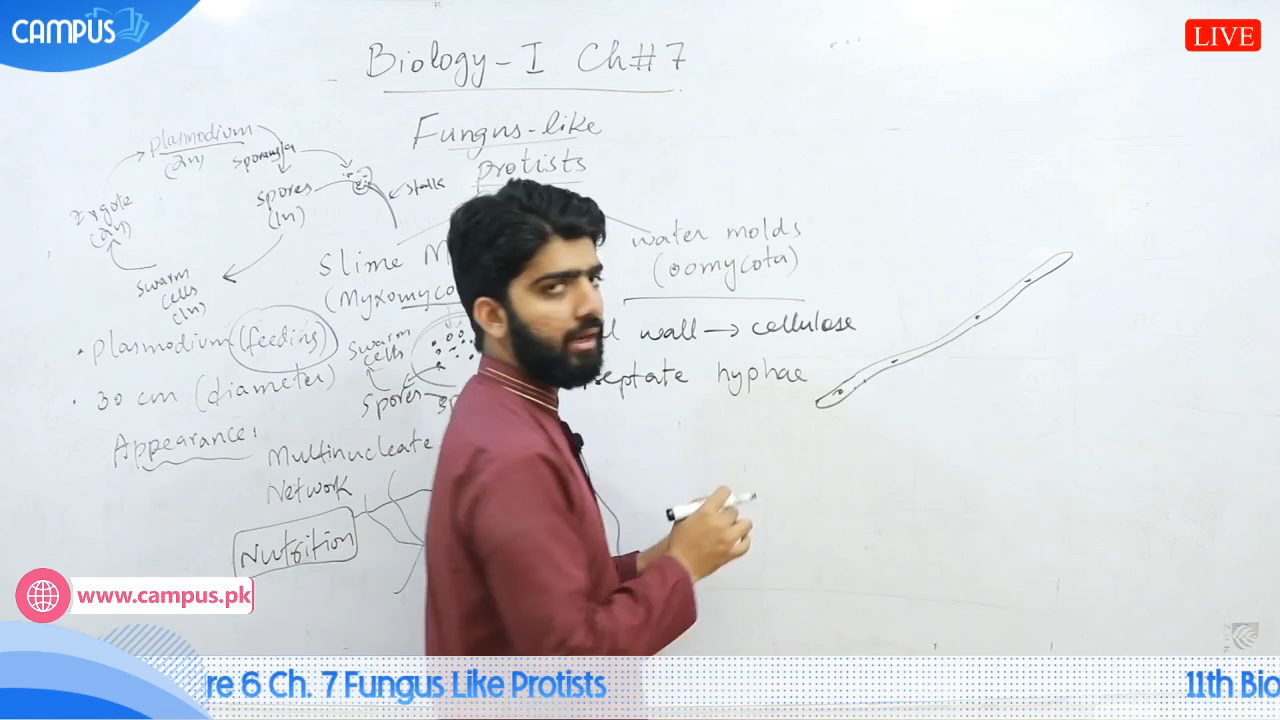 CAMPUS
LIVE
Biology-I Ch#7
Fungus-like
protists
plasmodium
(2n)
sporangia
spores
(1n)
stalk
Zygote
(2n)
swarm
cells
(1n)
Slime M
(Myxomyco
water molds
(oomycota)
. plasmodium (feeding)
. 30 cm (diameter)
swarm
cells
spores
wall → cellulose
septate hyphae
Appearance:
Multinucleate
Network
Nutrition
www.campus.pk
re 6 Ch. 7 Fungus Like Protists
11th Bio